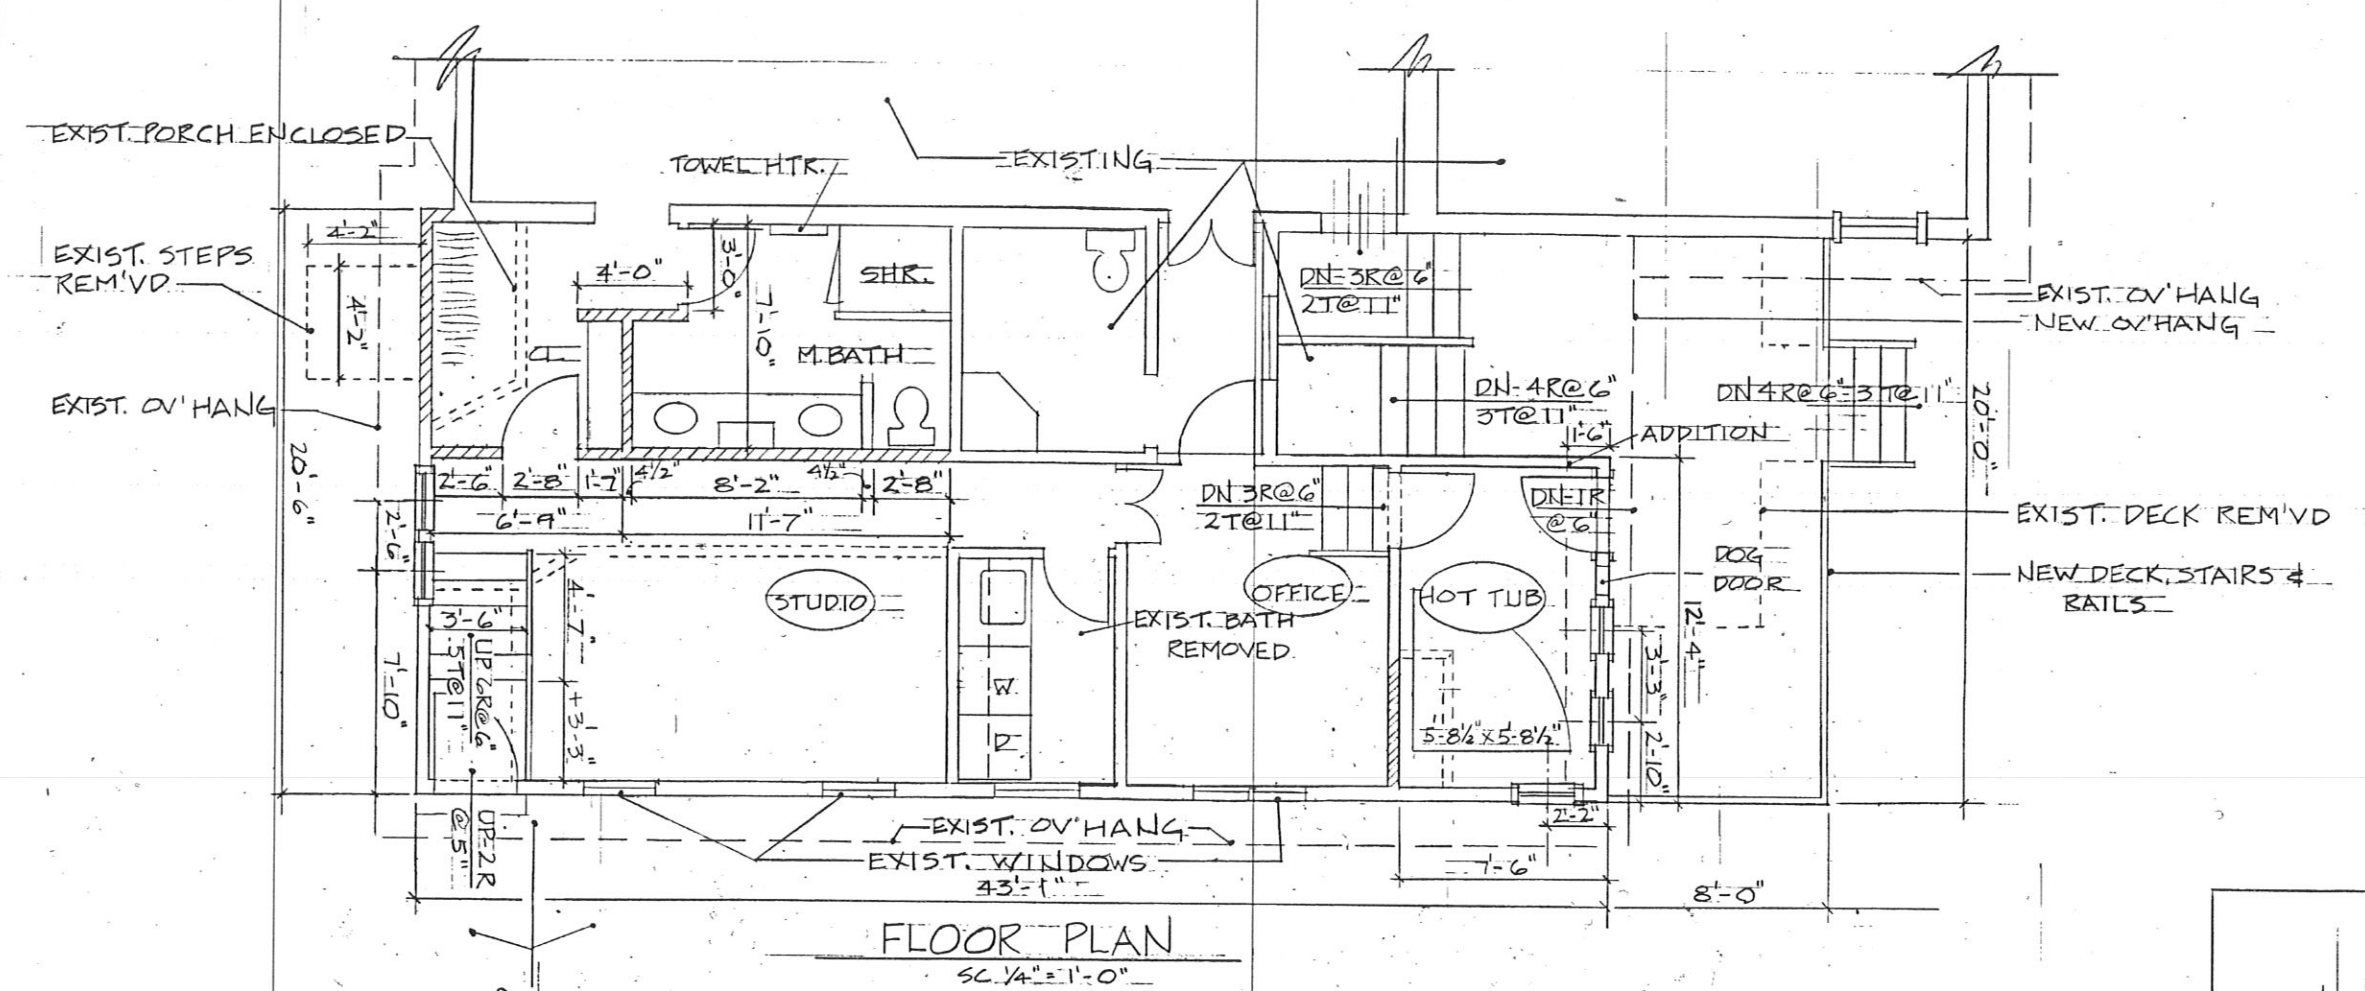 EXIST. PORCH ENCLOSED
TOWEL HTR.
EXISTING
4'-2"
EXIST. STEPS
REM'VD
4'-2"
4'-0"
3'-0"
7'-10"
SHR.
M. BATH
DN-3R@6"
2T@11"
EXIST. OV'HANG
NEW OV'HANG
EXIST. OV'HANG
DN-4R@6"
3T@11"
DN 4R@6"-3T@11"
20'-0"
1'-6"
ADDITION
20'-6"
2'-6"
2'-8"
1'-7"
4½"
8'-2"
4½"
2'-8"
6'-9"
11'-7"
2'-6"
DN 3R@6"
2T@11"
DN-1R
@6"
EXIST. DECK REM'VD
DOG
DOOR
NEW DECK, STAIRS &
RAILS
STUDIO
OFFICE
HOT TUB
EXIST. BATH
REMOVED
3'-6"
4'-7"
+3'-3"
UP 6R@6"
5T@11"
7'-10"
W
D
5'-8½" X 5'-8½"
12'-4"
3'-3"
2'-10"
2'-2"
UP-2R
@5"
EXIST. OV'HANG
EXIST. WINDOWS
43'-1"
7'-6"
8'-0"
FLOOR PLAN
SC. ¼"=1'-0"